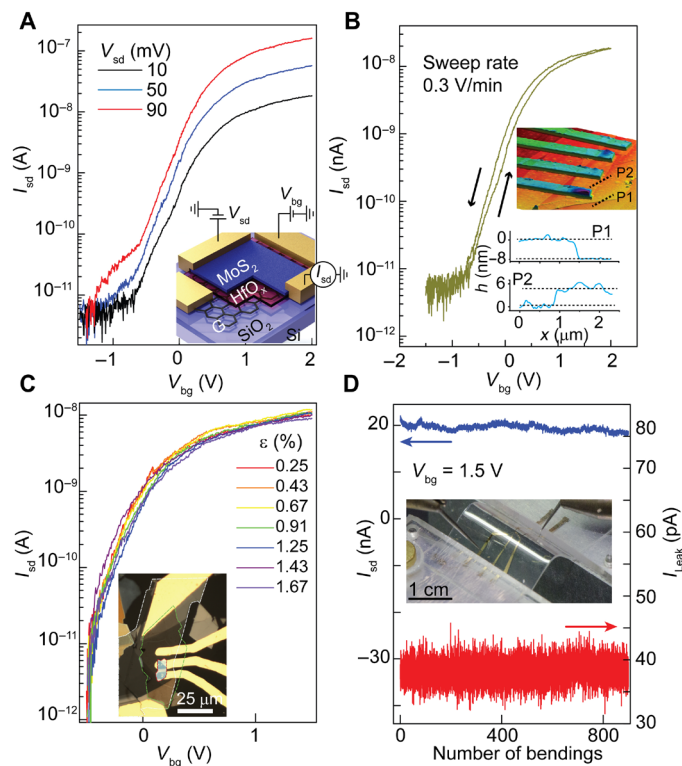 A
10⁻⁷
10⁻⁸
10⁻⁹
10⁻¹⁰
10⁻¹¹
I_sd (A)
V_sd (mV)
10
50
90
V_sd
V_bg
I_sd
MoS₂
HfOₓ
G
SiO₂
Si
−1
0
1
2
V_bg (V)
B
10⁻⁸
10⁻⁹
10⁻¹⁰
10⁻¹¹
10⁻¹²
I_sd (nA)
Sweep rate
0.3 V/min
P2
P1
P1
0
−8
P2
6
0
h (nm)
0
1
2
x (μm)
−2
−1
0
1
2
V_bg (V)
C
10⁻⁸
10⁻⁹
10⁻¹⁰
10⁻¹¹
10⁻¹²
I_sd (A)
ε (%)
0.25
0.43
0.67
0.91
1.25
1.43
1.67
25 μm
0
1
V_bg (V)
D
20
0
−30
I_sd (nA)
V_bg = 1.5 V
1 cm
80
70
60
50
40
30
I_Leak (pA)
0
400
800
Number of bendings